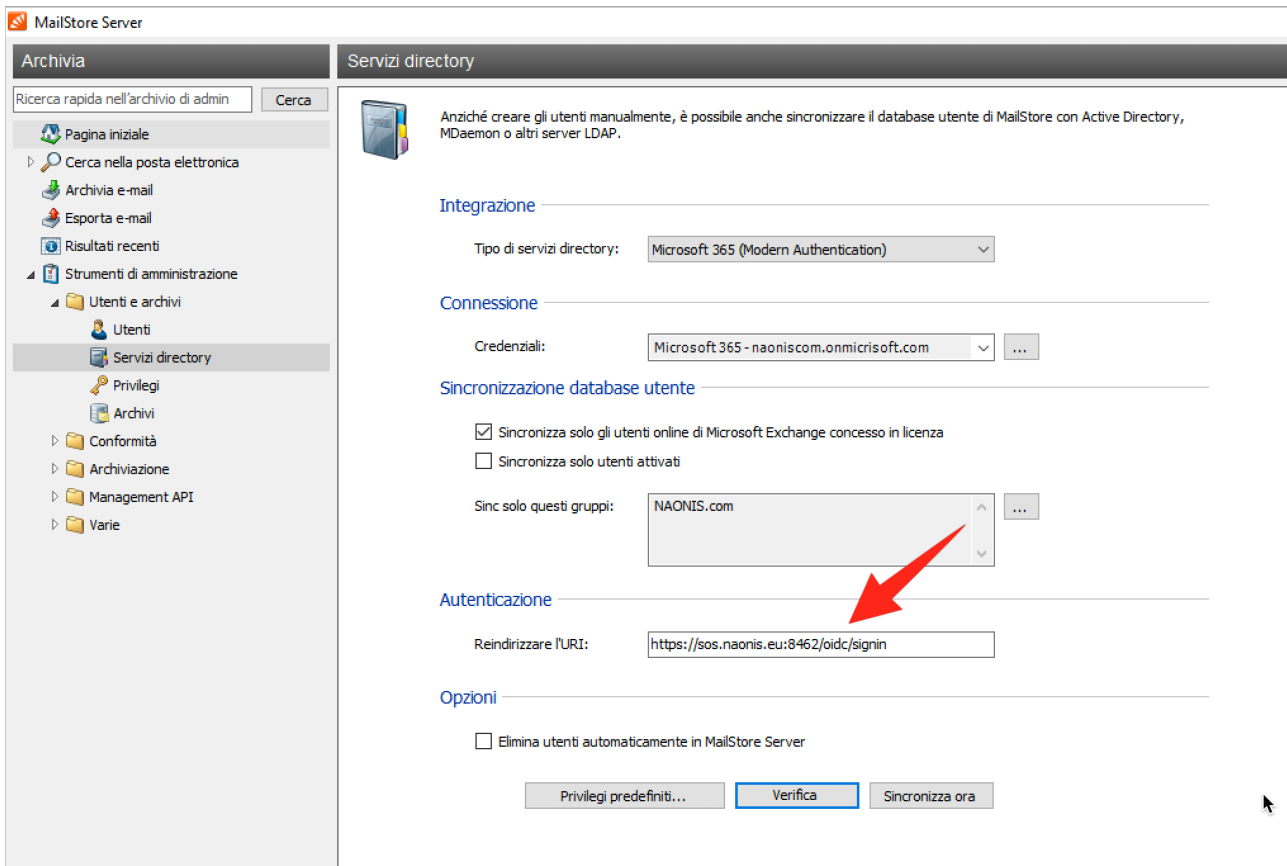 MailStore Server
Archivia
Ricerca rapida nell'archivio di admin
Cerca
Pagina iniziale
Cerca nella posta elettronica
Archivia e-mail
Esporta e-mail
Risultati recenti
Strumenti di amministrazione
Utenti e archivi
Utenti
Servizi directory
Privilegi
Archivi
Conformità
Archiviazione
Management API
Varie
Servizi directory
Anziché creare gli utenti manualmente, è possibile anche sincronizzare il database utente di MailStore con Active Directory,
MDaemon o altri server LDAP.
Integrazione
Tipo di servizi directory:
Microsoft 365 (Modern Authentication)
Connessione
Credenziali:
Microsoft 365 - naoniscom.onmicrisoft.com
...
Sincronizzazione database utente
Sincronizza solo gli utenti online di Microsoft Exchange concesso in licenza
Sincronizza solo utenti attivati
Sinc solo questi gruppi:
NAONIS.com
...
Autenticazione
Reindirizzare l'URI:
https://sos.naonis.eu:8462/oidc/signin
Opzioni
Elimina utenti automaticamente in MailStore Server
Privilegi predefiniti...
Verifica
Sincronizza ora